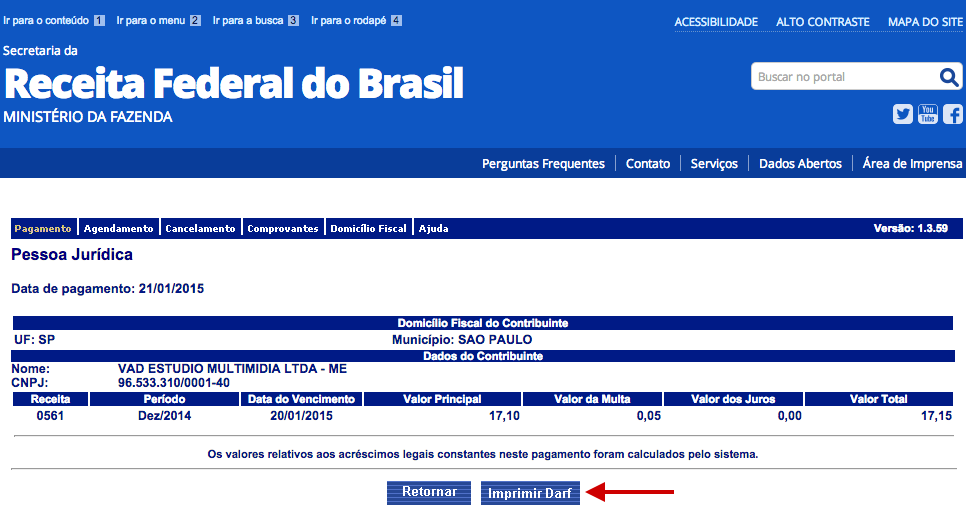 Ir para o conteúdo 1 Ir para o menu 2 Ir para a busca 3 Ir para o rodapé 4
ACESSIBILIDADE ALTO CONTRASTE MAPA DO SITE
Secretaria da
Receita Federal do Brasil
MINISTÉRIO DA FAZENDA
Buscar no portal
You Tube
Perguntas Frequentes Contato Serviços Dados Abertos Área de Imprensa
Pagamento Agendamento Cancelamento Comprovantes Domicílio Fiscal Ajuda Versão: 1.3.59
Pessoa Jurídica
Data de pagamento: 21/01/2015
Domicílio Fiscal do Contribuinte
UF: SP Município: SAO PAULO
Dados do Contribuinte
Nome: VAD ESTUDIO MULTIMIDIA LTDA - ME
CNPJ: 96.533.310/0001-40
Receita Período Data do Vencimento Valor Principal Valor da Multa Valor dos Juros Valor Total
0561 Dez/2014 20/01/2015 17,10 0,05 0,00 17,15
Os valores relativos aos acréscimos legais constantes neste pagamento foram calculados pelo sistema.
Retornar Imprimir Darf